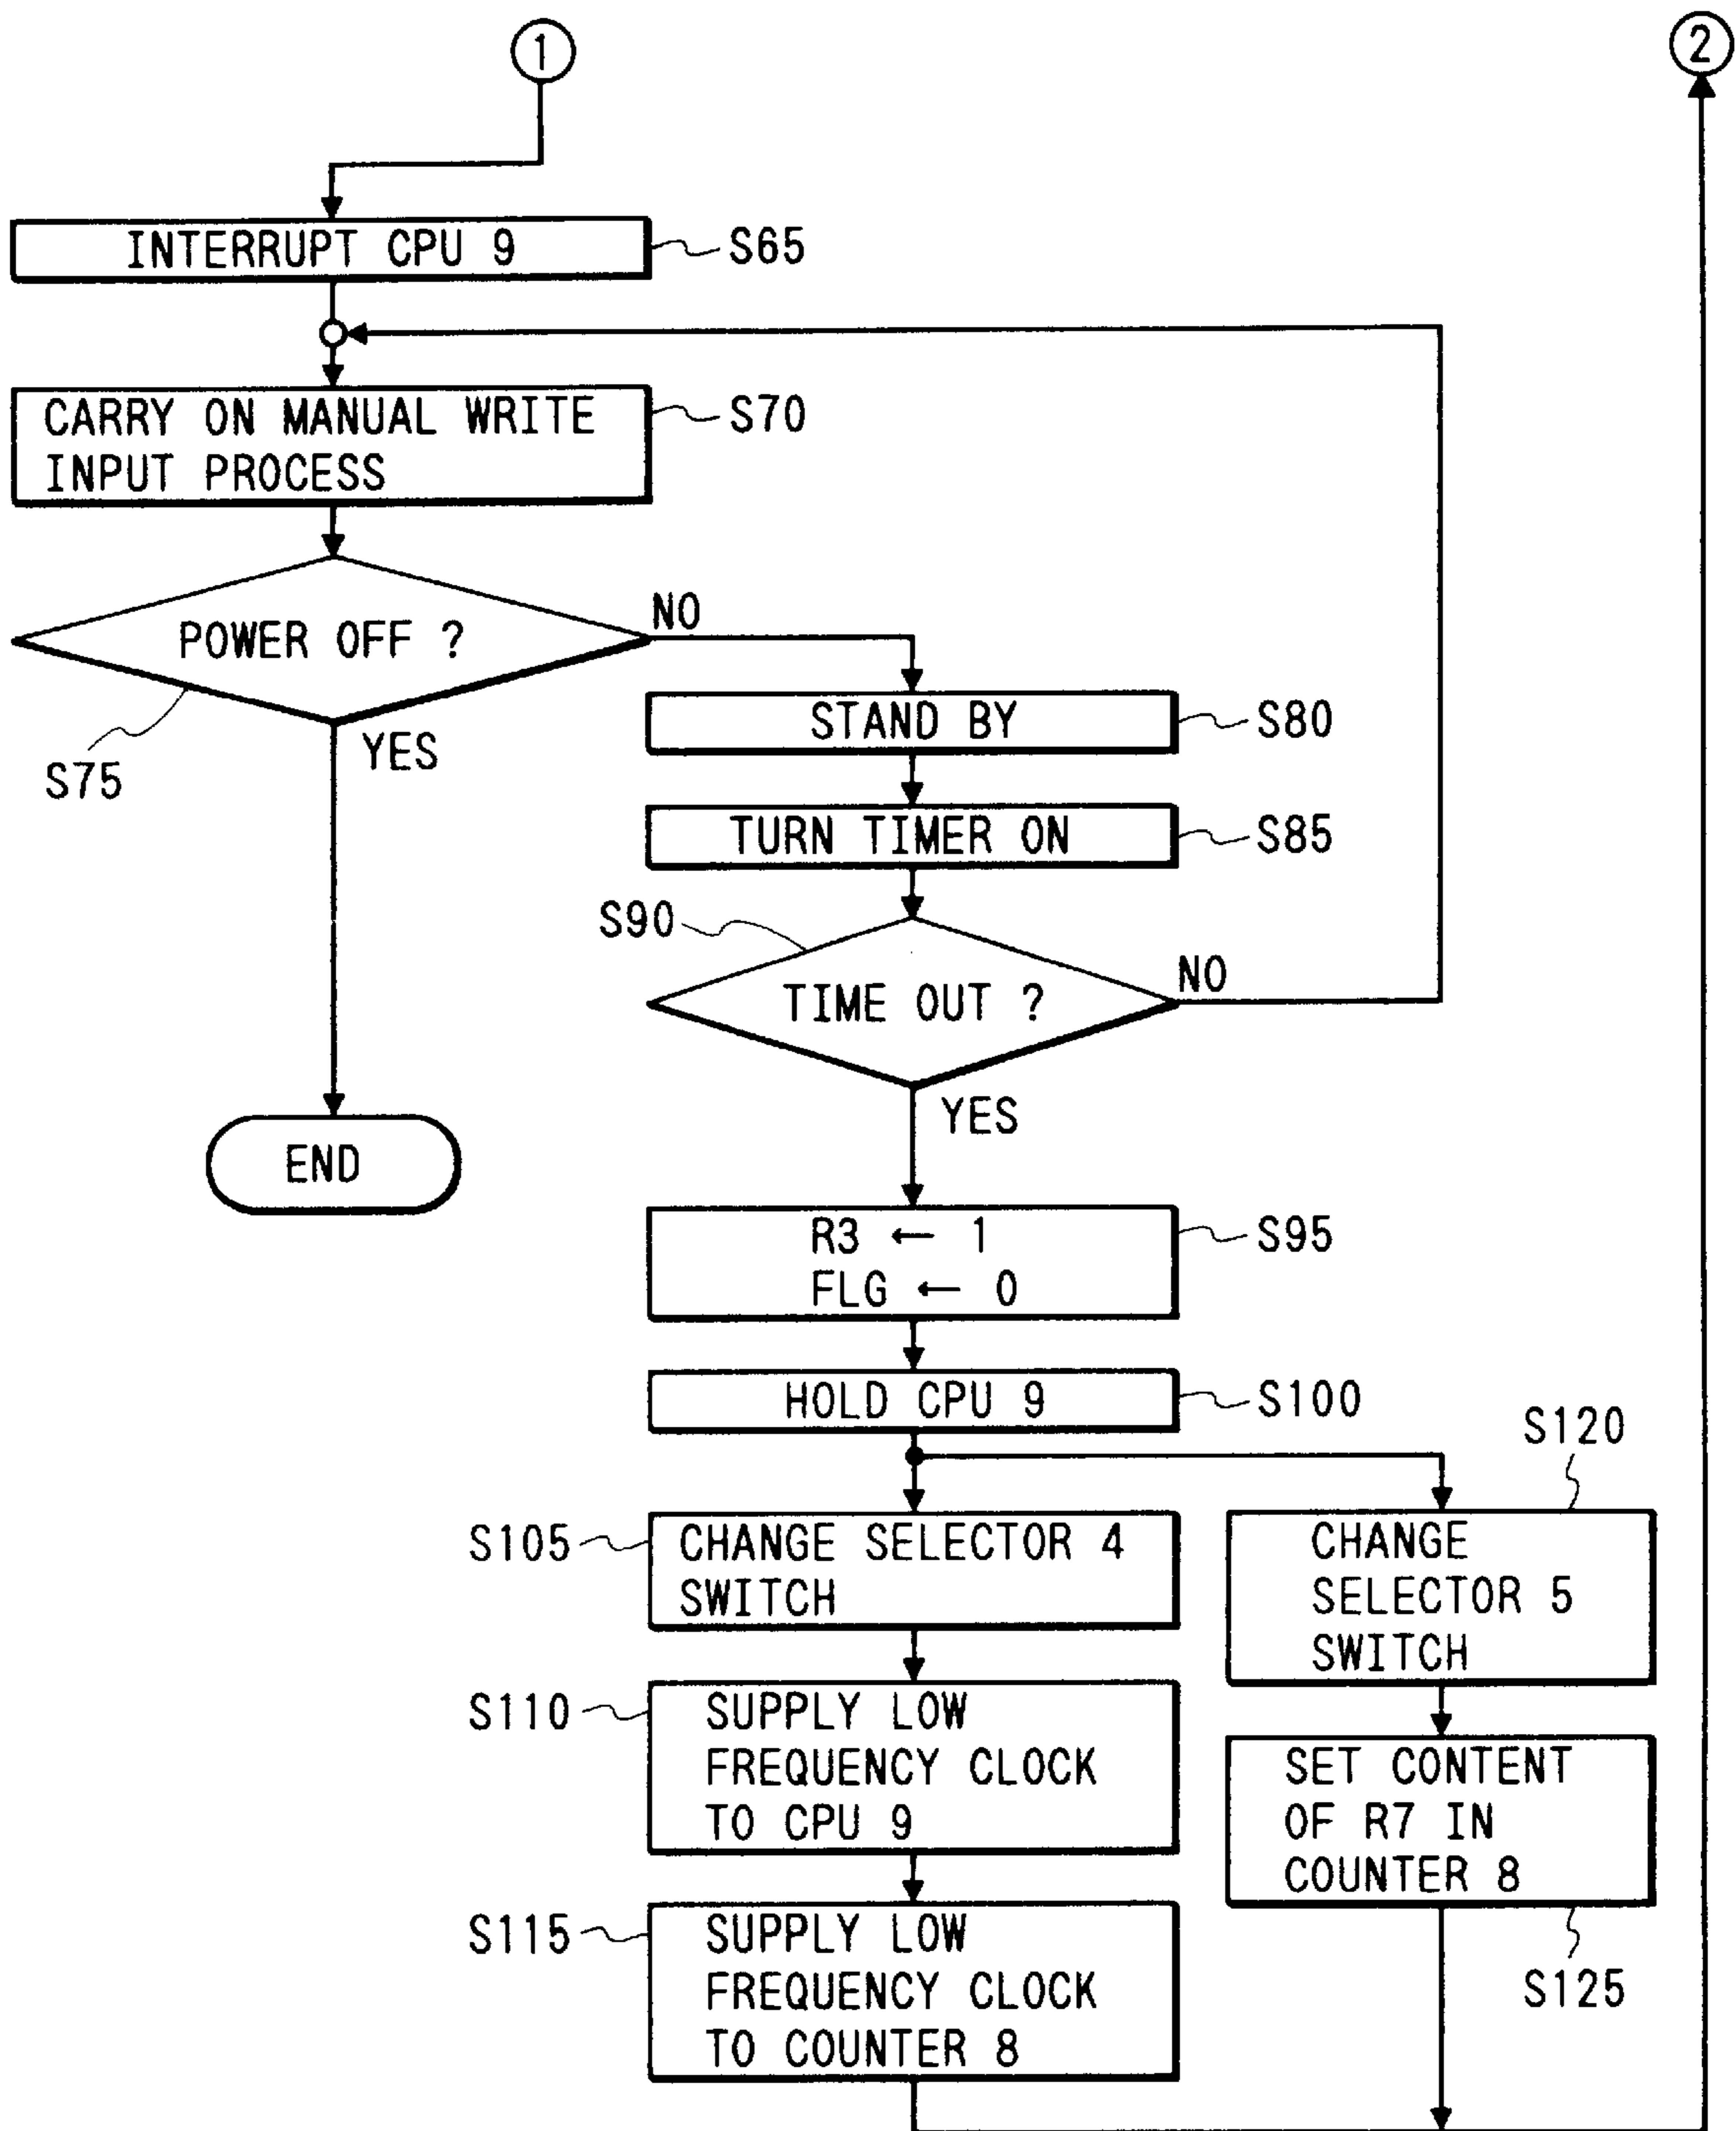 1
2
INTERRUPT CPU 9
S65
CARRY ON MANUAL WRITE
INPUT PROCESS
S70
POWER OFF ?
NO
YES
S75
STAND BY
S80
TURN TIMER ON
S85
S90
TIME OUT ?
NO
YES
END
R3 ← 1
FLG ← 0
S95
HOLD CPU 9
S100
S105
CHANGE SELECTOR 4
SWITCH
S120
CHANGE
SELECTOR 5
SWITCH
S110
SUPPLY LOW
FREQUENCY CLOCK
TO CPU 9
SET CONTENT
OF R7 IN
COUNTER 8
S125
S115
SUPPLY LOW
FREQUENCY CLOCK
TO COUNTER 8